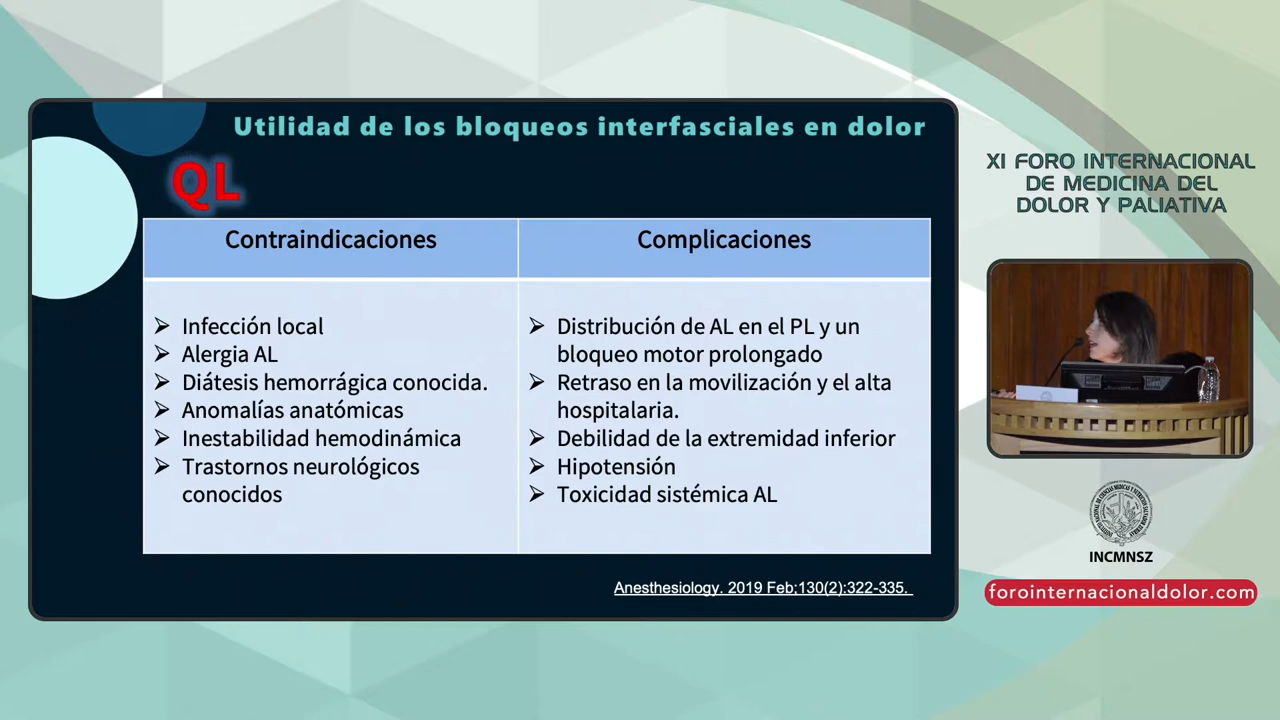 Utilidad de los bloqueos interfasciales en dolor
QL
Contraindicaciones
Infección local
Alergia AL
Diátesis hemorrágica conocida.
Anomalías anatómicas
Inestabilidad hemodinámica
Trastornos neurológicos
conocidos
Complicaciones
Distribución de AL en el PL y un
bloqueo motor prolongado
Retraso en la movilización y el alta
hospitalaria.
Debilidad de la extremidad inferior
Hipotensión
Toxicidad sistémica AL
Anesthesiology. 2019 Feb;130(2):322-335.
XI FORO INTERNACIONAL
DE MEDICINA DEL
DOLOR Y PALIATIVA
INCMNSZ
forointernacionaldolor.com